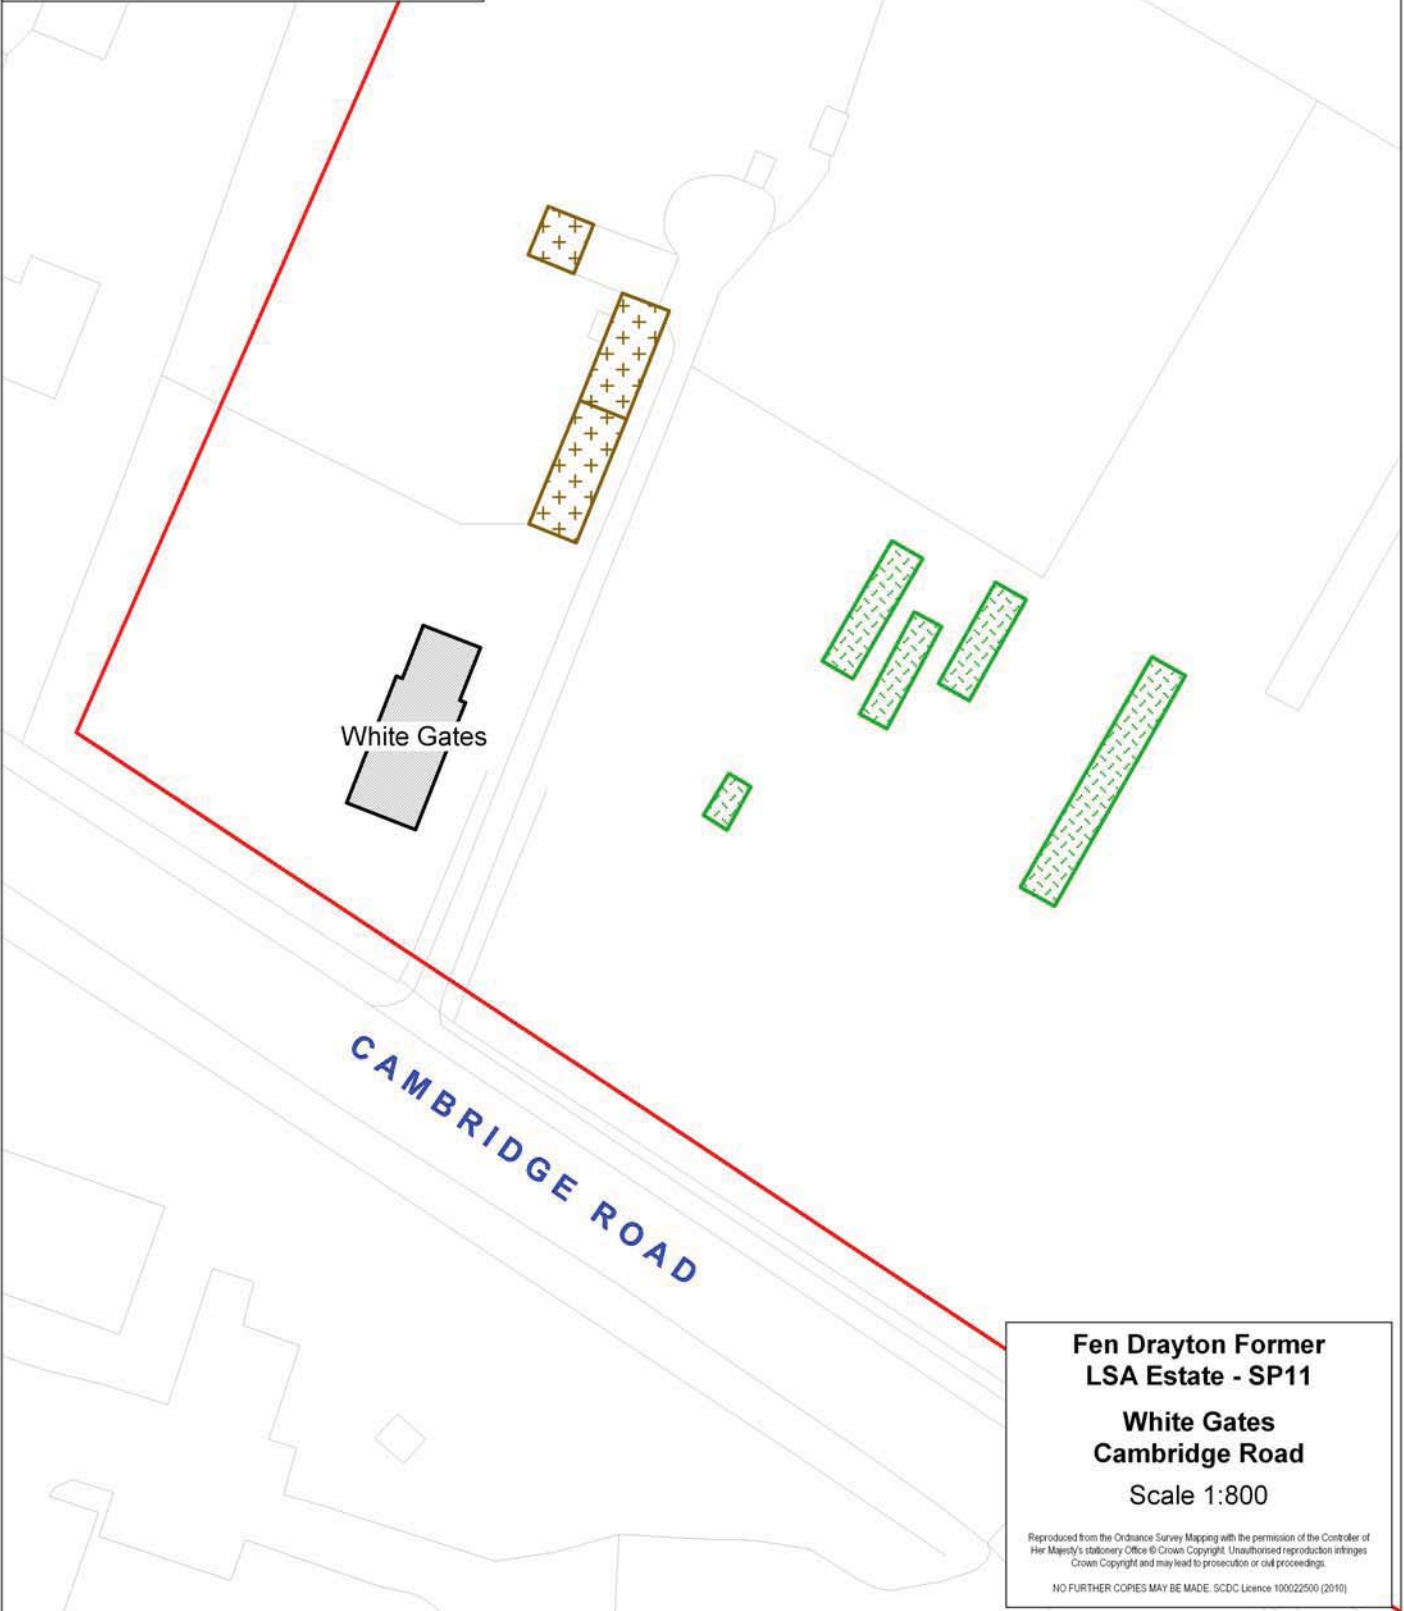 White Gates
CAMBRIDGE ROAD
Fen Drayton Former
LSA Estate - SP11
White Gates
Cambridge Road
Scale 1:800
Reproduced from the Ordnance Survey Mapping with the permission of the Controller of
Her Majesty's stationery Office © Crown Copyright. Unauthorised reproduction infringes
Crown Copyright and may lead to prosecution or civil proceedings.
NO FURTHER COPIES MAY BE MADE. SCDC Licence 100022500 (2010)